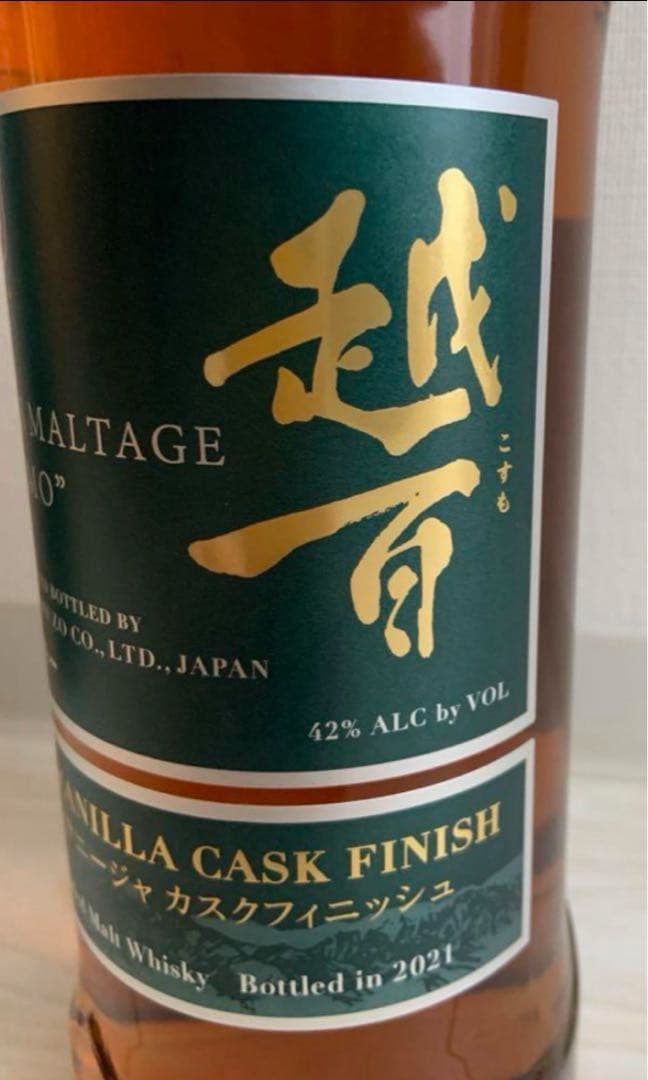 越百
こすも
MALTAGE
MO”
BOTTLED BY
ZO CO., LTD., JAPAN
42% ALC by VOL
ANILLA CASK FINISH
ニージャ カスクフィニッシュ
Malt Whisky Bottled in 2021